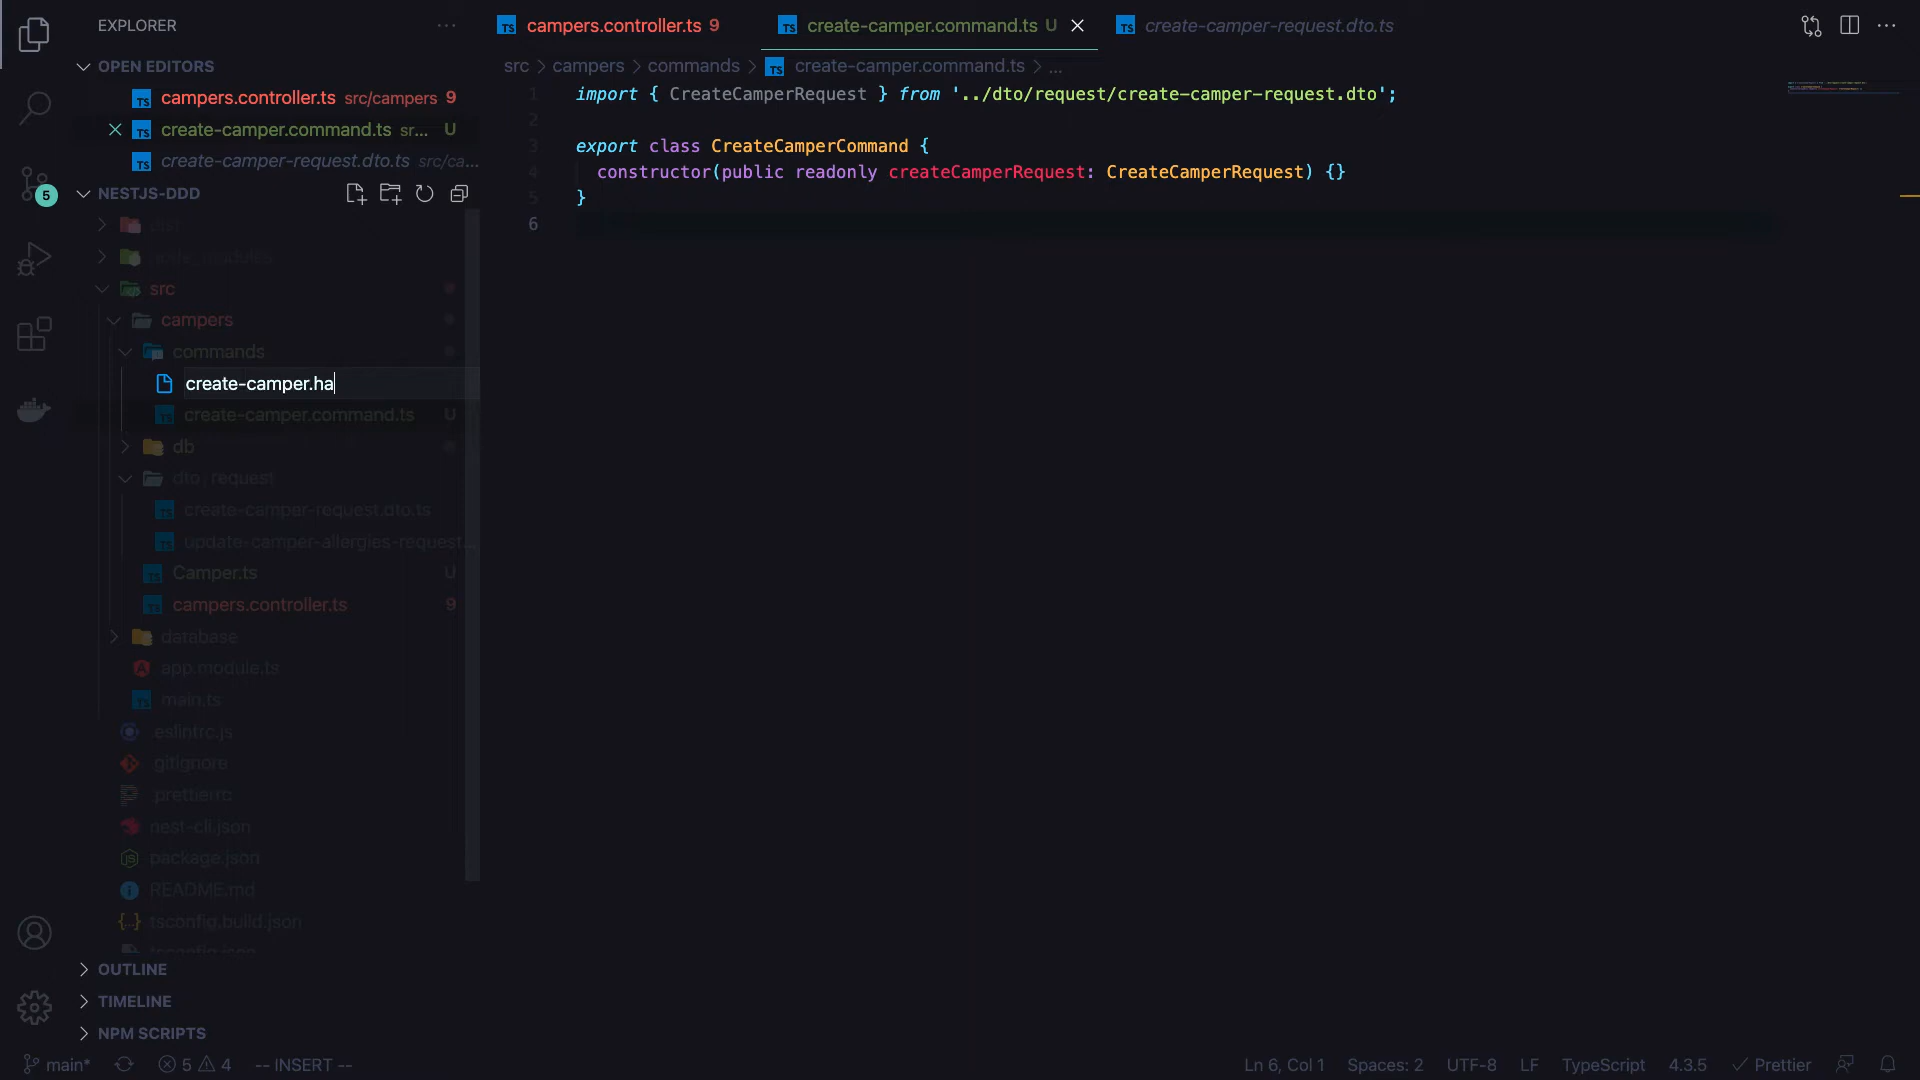 EXPLORER
OPEN EDITORS
campers.controller.ts src/campers 9
create-camper.command.ts sr... U
create-camper-request.dto.ts src/ca...
5
NESTJS-DDD
dist
node_modules
src
campers
commands
create-camper.ha
create-camper.command.ts U
db
dto / request
create-camper-request.dto.ts
update-camper-allergies-request...
Camper.ts U
campers.controller.ts 9
database
app.module.ts
main.ts
.eslintrc.js
.gitignore
.prettierrc
nest-cli.json
package.json
README.md
tsconfig.build.json
tsconfig.json
OUTLINE
TIMELINE
NPM SCRIPTS
campers.controller.ts 9
create-camper.command.ts U
create-camper-request.dto.ts
src > campers > commands > create-camper.command.ts > ...
1 import { CreateCamperRequest } from '../dto/request/create-camper-request.dto';
2
3 export class CreateCamperCommand {
4 constructor(public readonly createCamperRequest: CreateCamperRequest) {}
5 }
6
main* 5 4 -- INSERT -- Ln 6, Col 1 Spaces: 2 UTF-8 LF TypeScript 4.3.5 Prettier